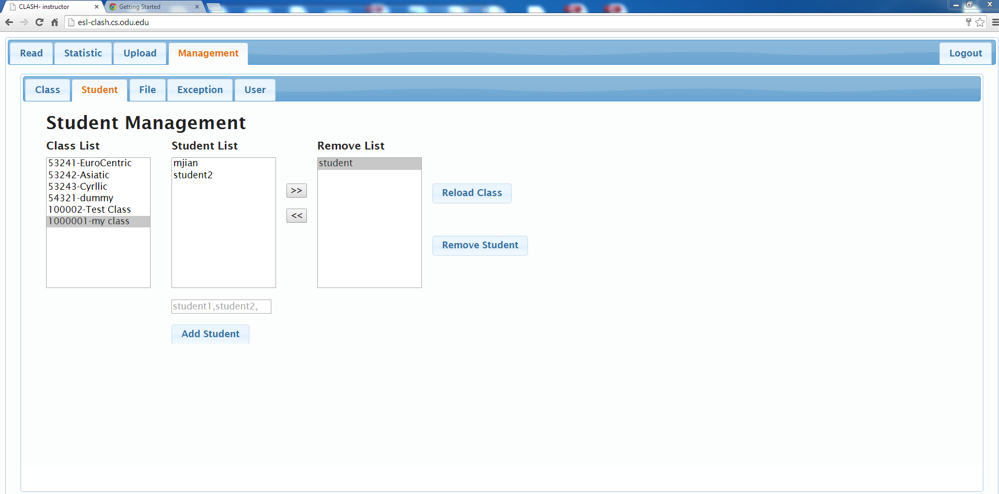 CLASH- instructor
Getting Started
esl-clash.cs.odu.edu
Read Statistic Upload Management Logout
Class Student File Exception User
Student Management
Class List
53241-EuroCentric
53242-Asiatic
53243-Cyrllic
54321-dummy
100002-Test Class
1000001-my class
Student List
mjian
student2
>>
<<
Remove List
student
Reload Class
Remove Student
student1,student2,
Add Student